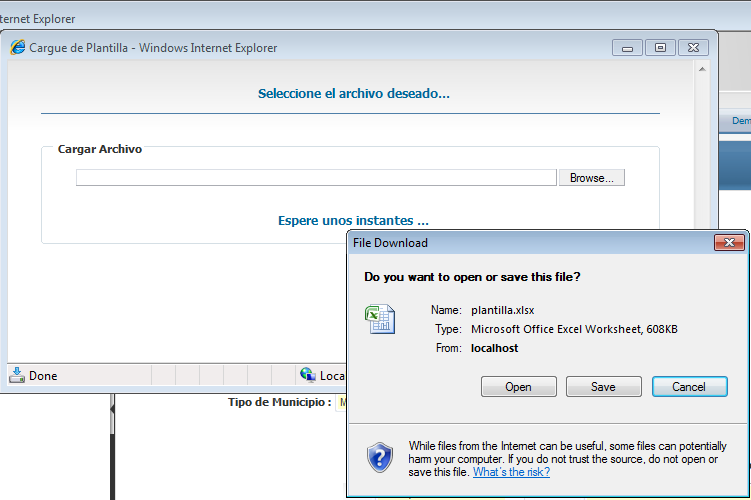 ternet Explorer
Cargue de Plantilla - Windows Internet Explorer
Seleccione el archivo deseado...
Dem
Cargar Archivo
Browse...
Espere unos instantes ...
File Download
Do you want to open or save this file?
Name: plantilla.xlsx
Type: Microsoft Office Excel Worksheet, 608KB
From: localhost
Done
Loca
Open Save Cancel
Tipo de Municipio : M
While files from the Internet can be useful, some files can potentially
harm your computer. If you do not trust the source, do not open or
save this file. What's the risk?